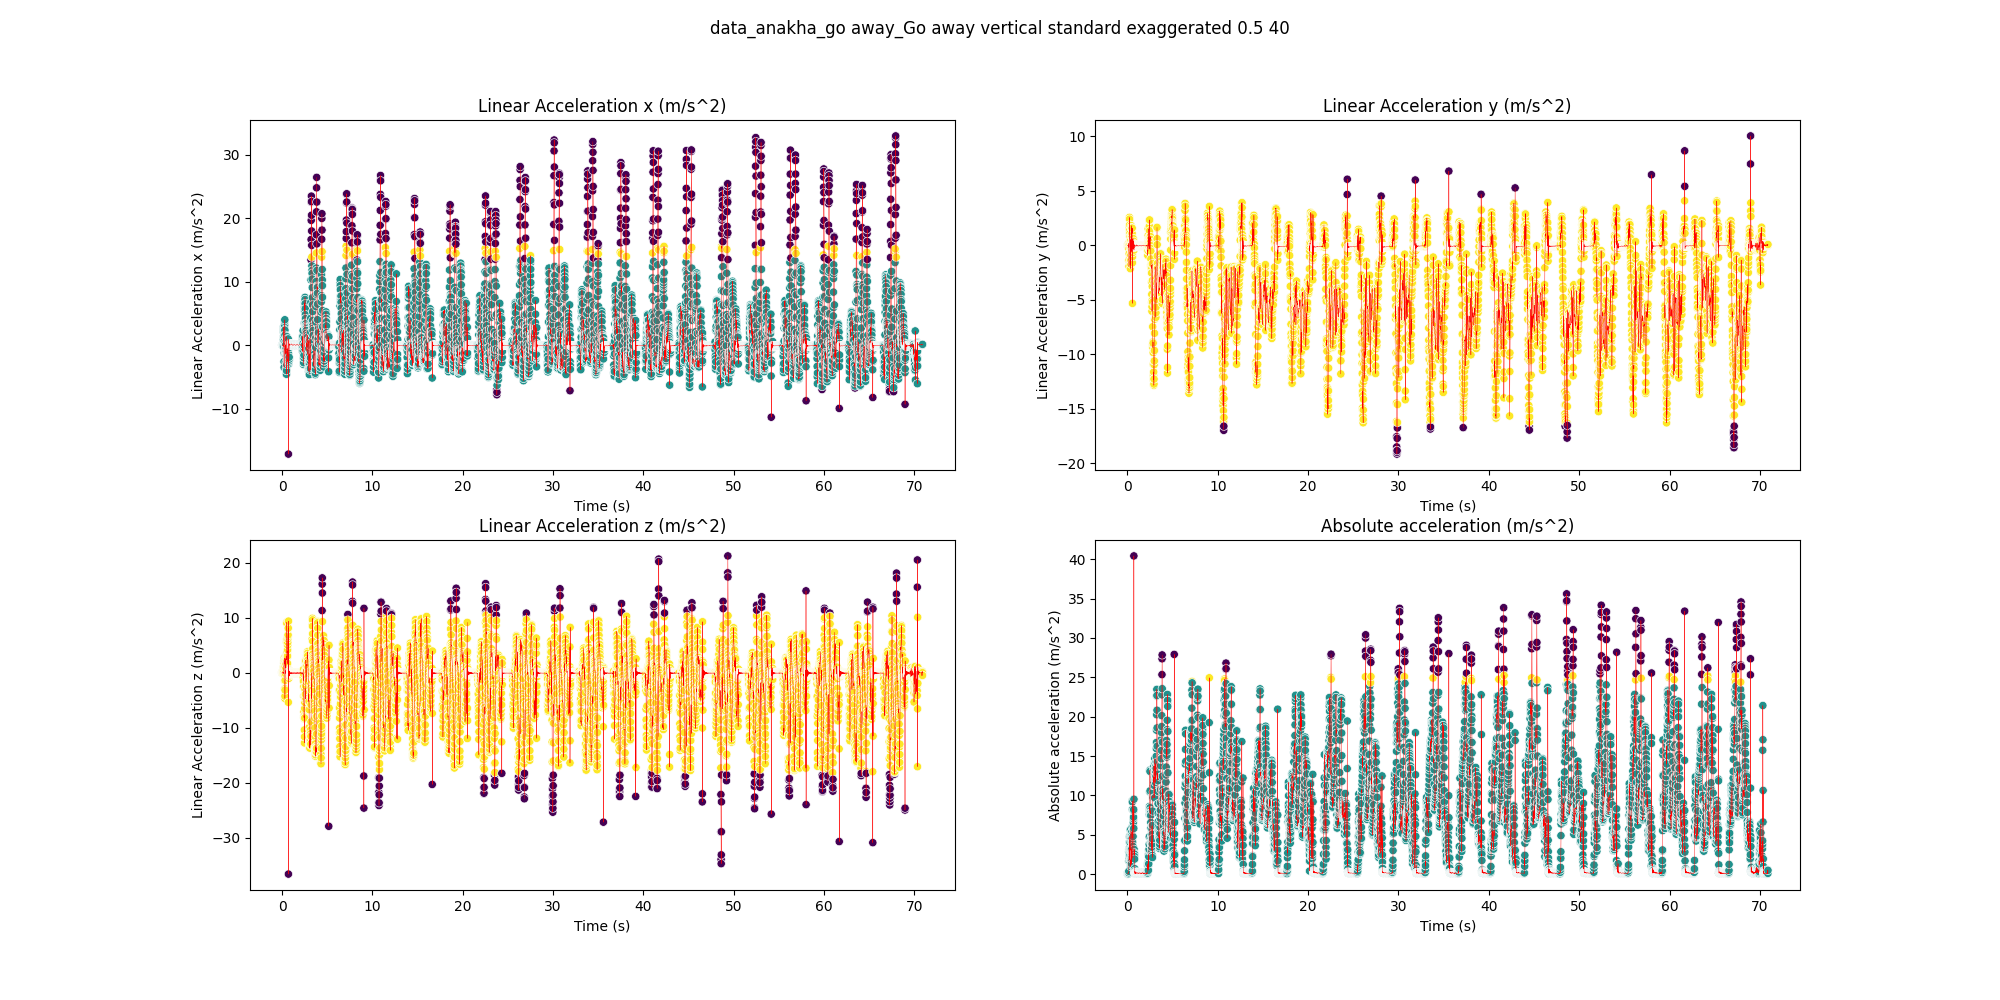 data_anakha_go away_Go away vertical standard exaggerated 0.5 40
Linear Acceleration x (m/s^2)
Linear Acceleration x (m/s^2)
30
20
10
0
−10
0 10 20 30 40 50 60 70
Time (s)
Linear Acceleration y (m/s^2)
Linear Acceleration y (m/s^2)
10
5
0
−5
−10
−15
−20
0 10 20 30 40 50 60 70
Time (s)
Linear Acceleration z (m/s^2)
Linear Acceleration z (m/s^2)
20
10
0
−10
−20
−30
0 10 20 30 40 50 60 70
Time (s)
Absolute acceleration (m/s^2)
Absolute acceleration (m/s^2)
40
35
30
25
20
15
10
5
0
0 10 20 30 40 50 60 70
Time (s)